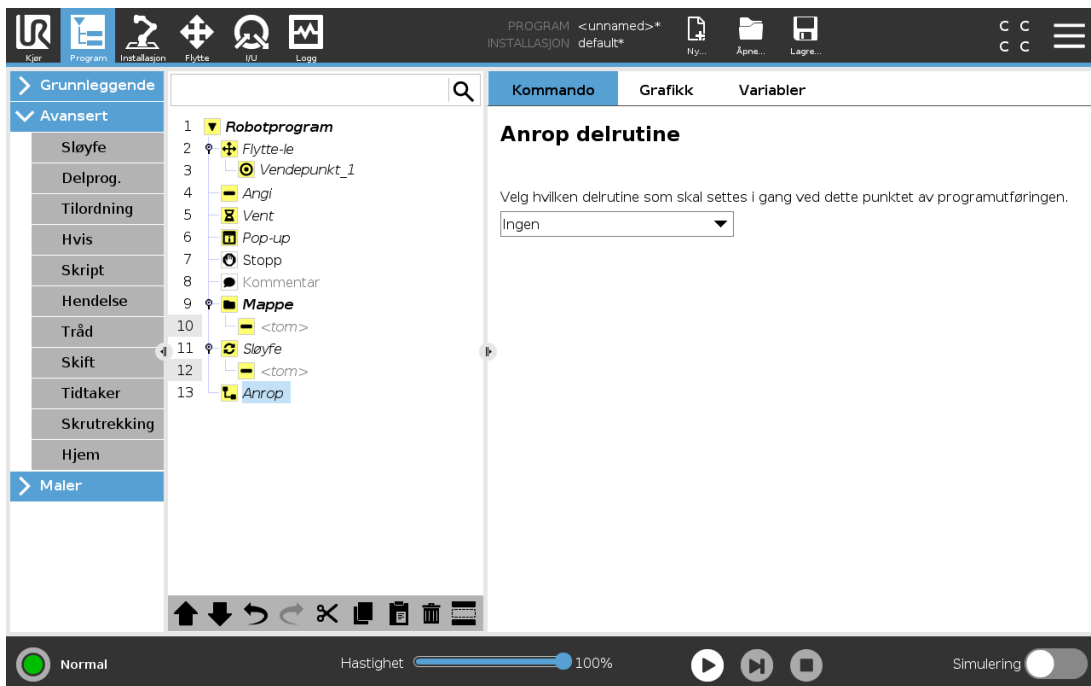 PROGRAM <unnamed>*
INSTALLASJON default*
C C
C C
Kjør Program Installasjon Flytte I/U Logg Ny... Åpne... Lagre...
Grunnleggende
Avansert
Sløyfe
Delprog.
Tilordning
Hvis
Skript
Hendelse
Tråd
Skift
Tidtaker
Skrutrekking
Hjem
Maler
1 Robotprogram
2 Flytte-le
3 Vendepunkt_1
4 Angi
5 Vent
6 Pop-up
7 Stopp
8 Kommentar
9 Mappe
10 <tom>
11 Sløyfe
12 <tom>
13 Anrop
Kommando Grafikk Variabler
Anrop delrutine
Velg hvilken delrutine som skal settes i gang ved dette punktet av programutføringen.
Ingen
Normal Hastighet 100% Simulering